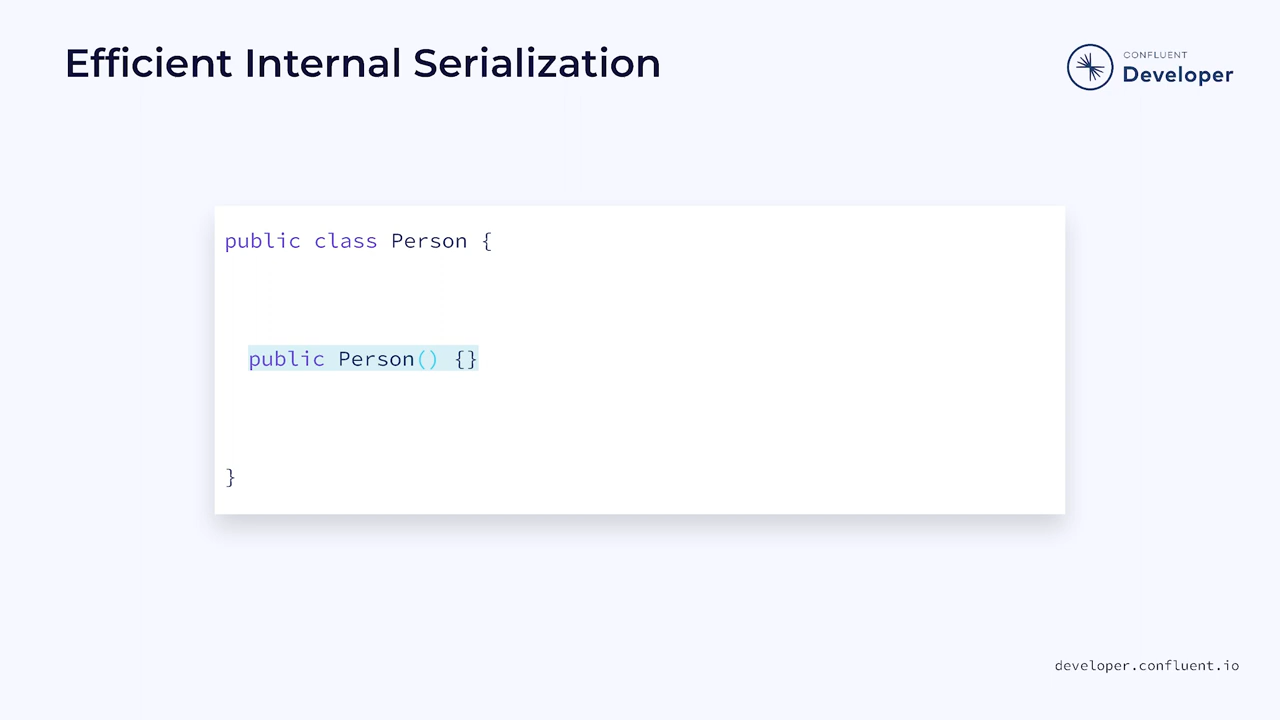 Efficient Internal Serialization
CONFLUENT
Developer
public class Person {
public Person() {}
}
developer.confluent.io